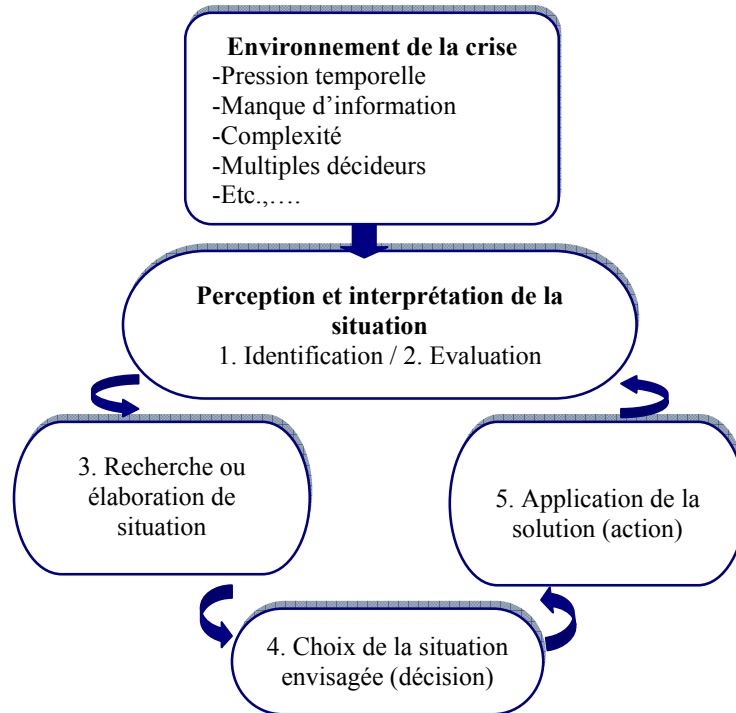 Environnement de la crise
-Pression temporelle
-Manque d’information
-Complexité
-Multiples décideurs
-Etc.,….
Perception et interprétation de la
situation
1. Identification / 2. Evaluation
3. Recherche ou
élaboration de
situation
4. Choix de la situation
envisagée (décision)
5. Application de la
solution (action)